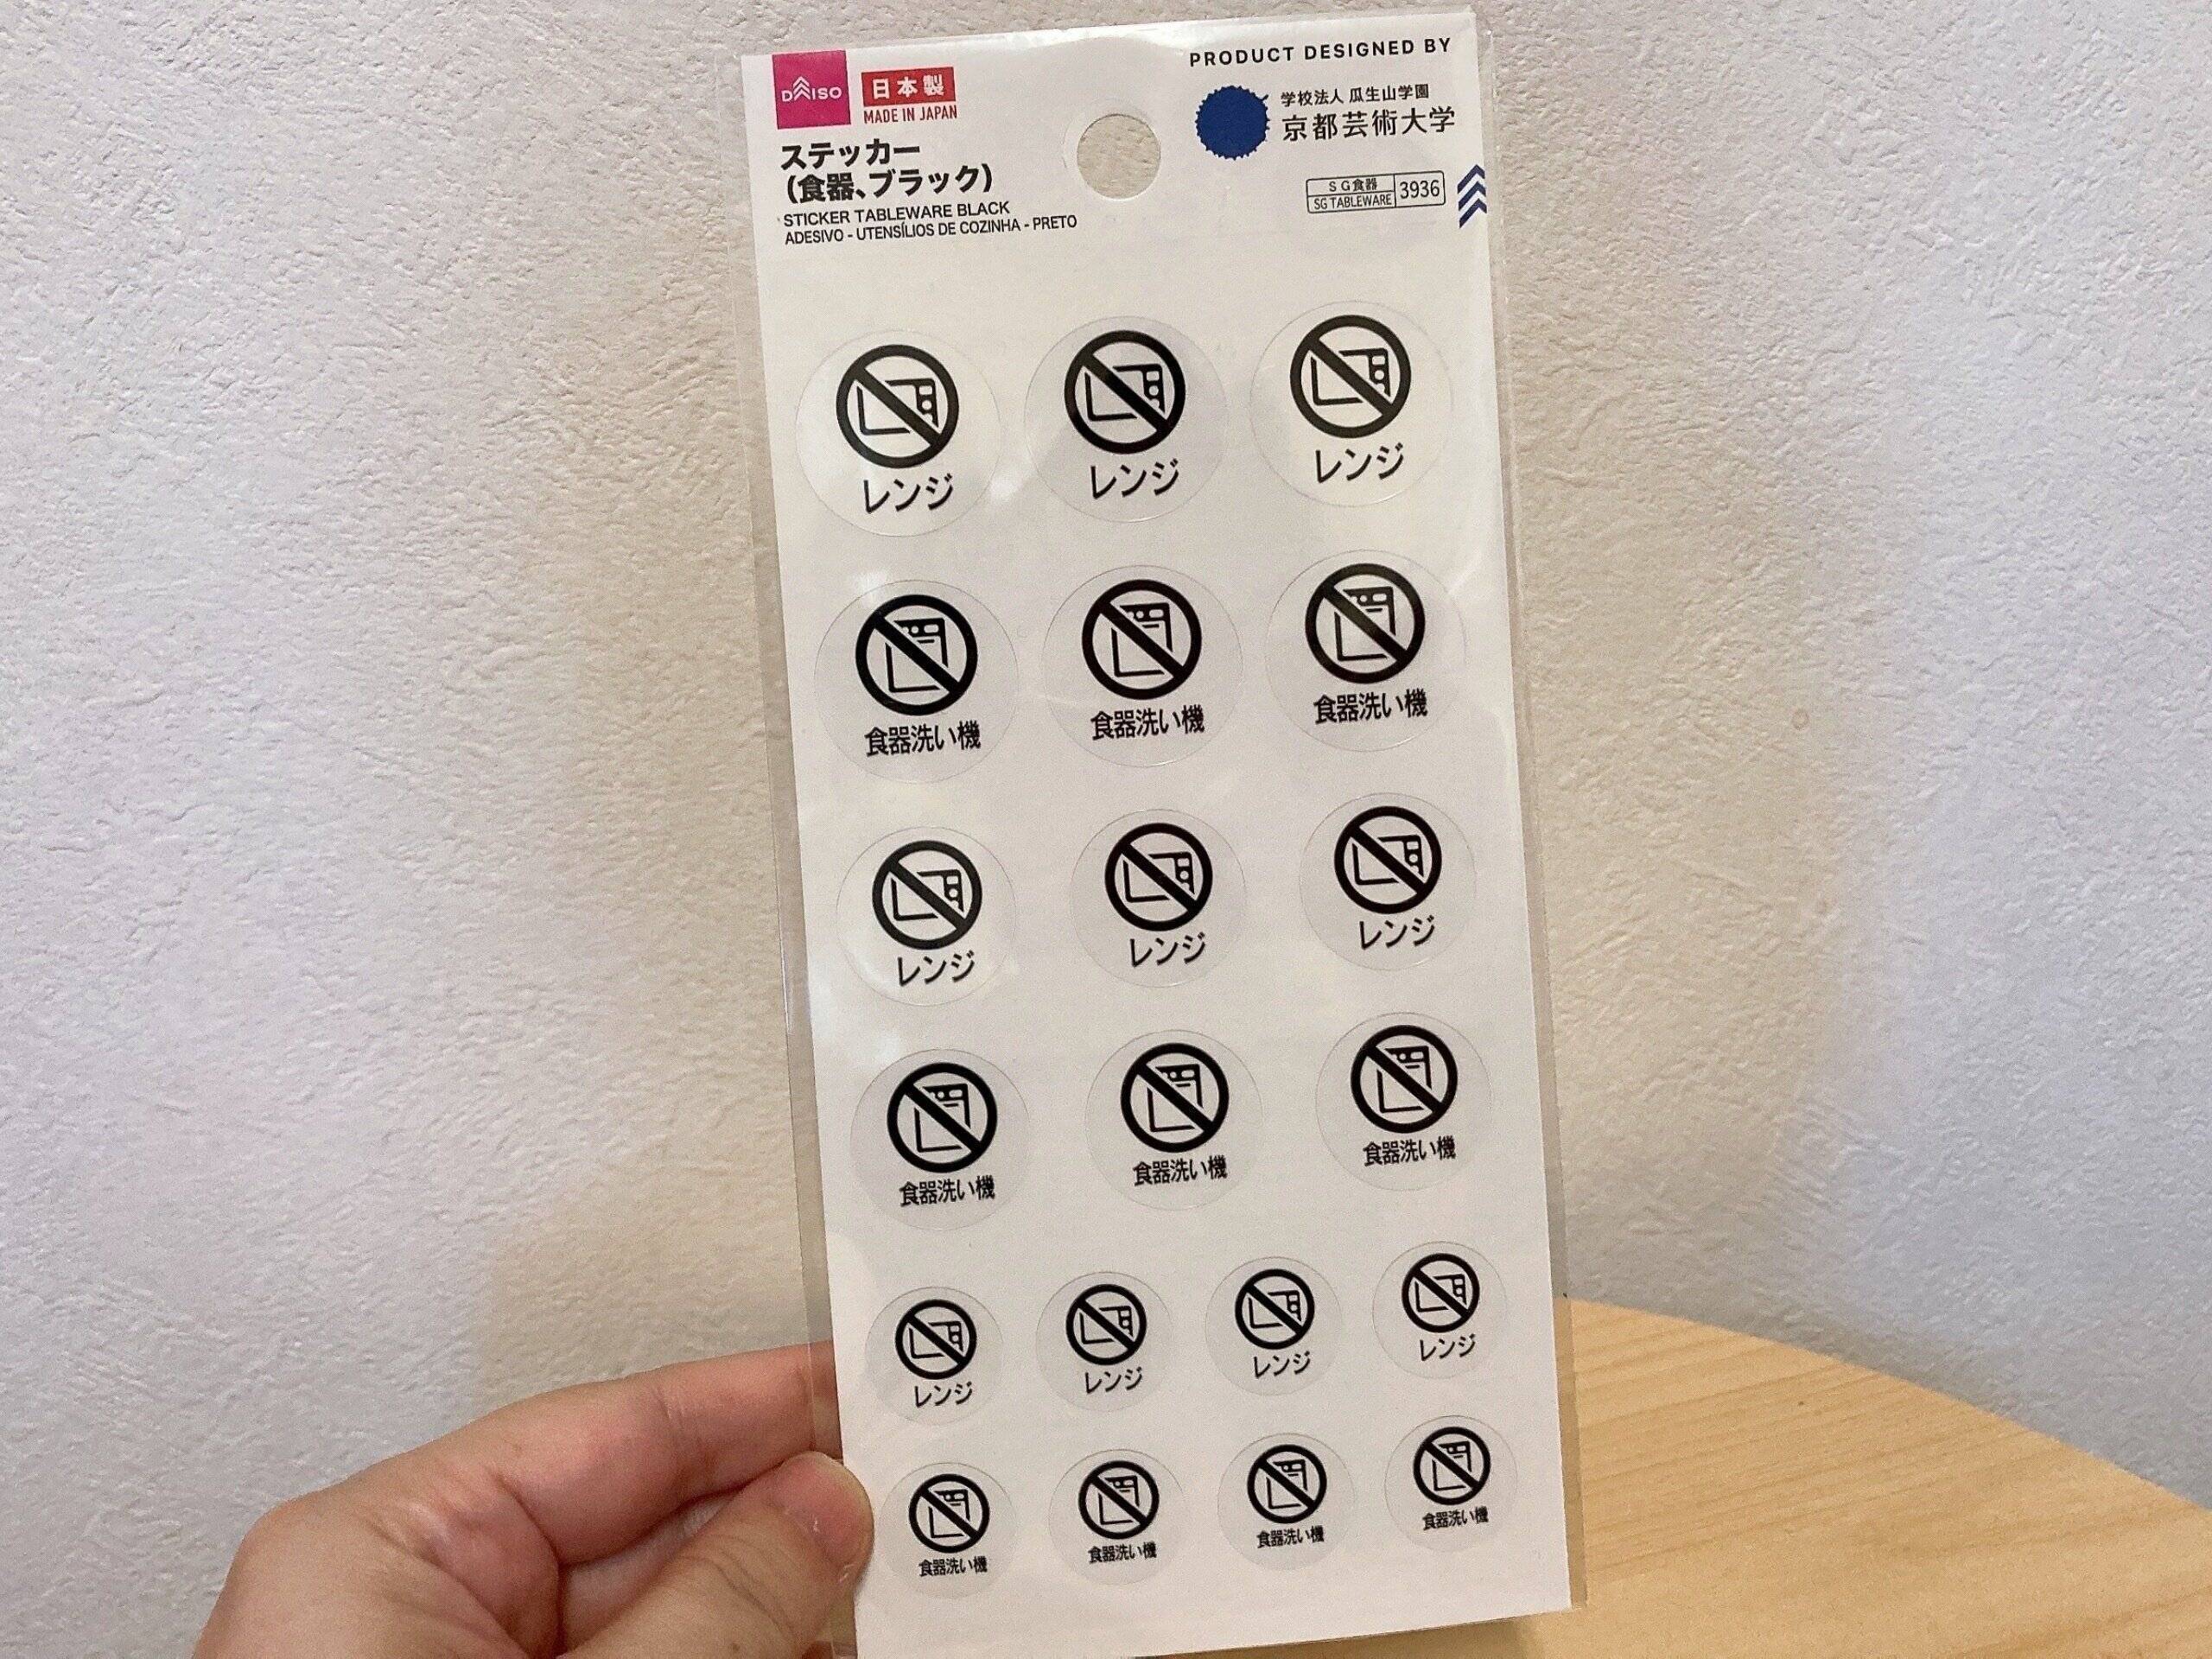 DAISO
日本製
MADE IN JAPAN
PRODUCT DESIGNED BY
学校法人 瓜生山学園
京都芸術大学
ステッカー
(食器、ブラック)
STICKER TABLEWARE BLACK
ADESIVO - UTENSÍLIOS DE COZINHA - PRETO
SG食器
SG TABLEWARE
3936
レンジ レンジ レンジ
食器洗い機 食器洗い機 食器洗い機
レンジ レンジ レンジ
食器洗い機 食器洗い機 食器洗い機
レンジ レンジ レンジ レンジ
食器洗い機 食器洗い機 食器洗い機 食器洗い機